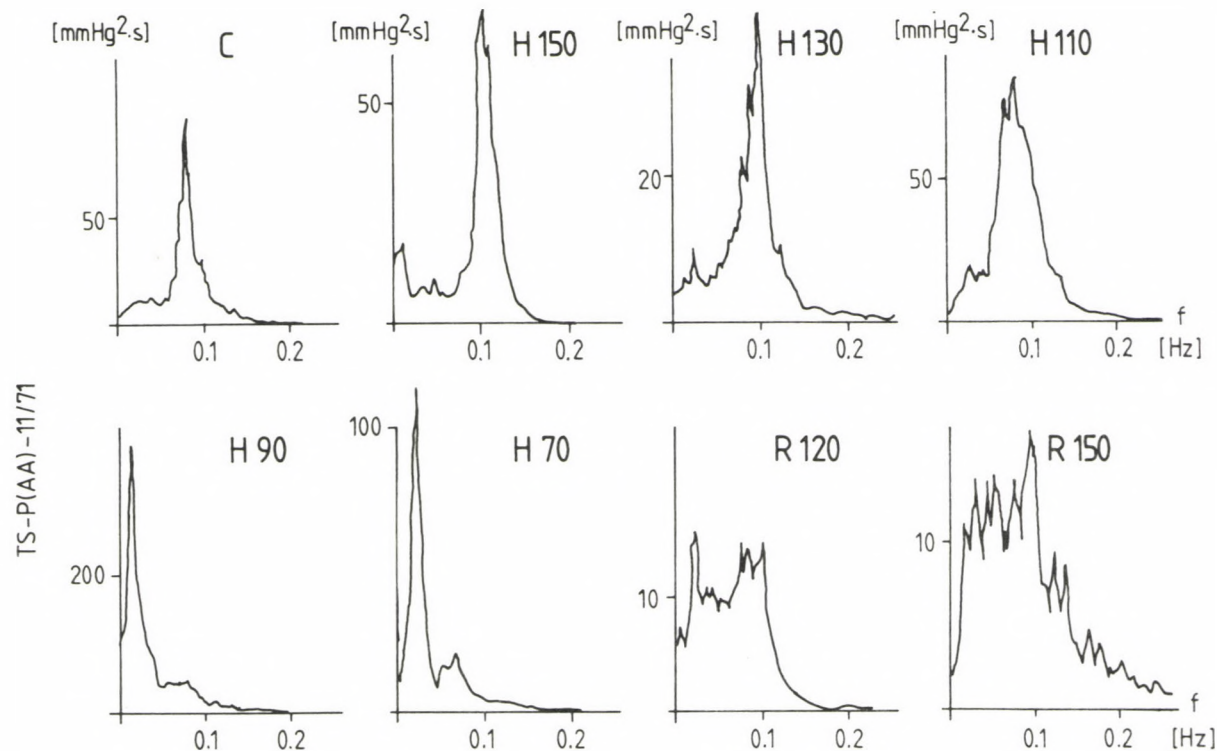 [mmHg²·s] C
[mmHg²·s] H 150
[mmHg²·s] H 130
[mmHg²·s] H 110
50
50
20
50
0.1 0.2
0.1 0.2
0.1 0.2
0.1 0.2 [Hz]
f
TS-P(AA)-11/71
H 90
H 70
R 120
R 150
200
100
10
10
0.1 0.2
0.1 0.2
0.1 0.2
0.1 0.2 [Hz]
f